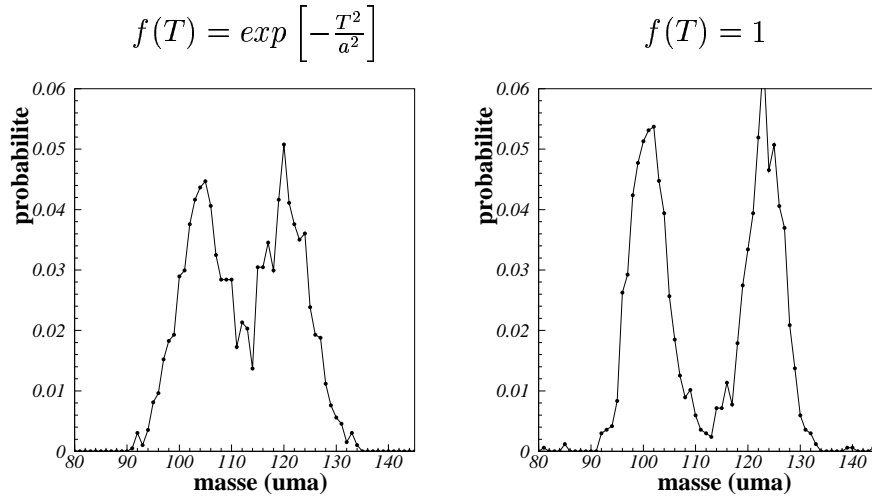 f(T) = exp [−T²/a²]
f(T) = 1
probabilite
0.06
0.05
0.04
0.03
0.02
0.01
0
80 90 100 110 120 130 140
masse (uma)
probabilite
0.06
0.05
0.04
0.03
0.02
0.01
0
80 90 100 110 120 130 140
masse (uma)